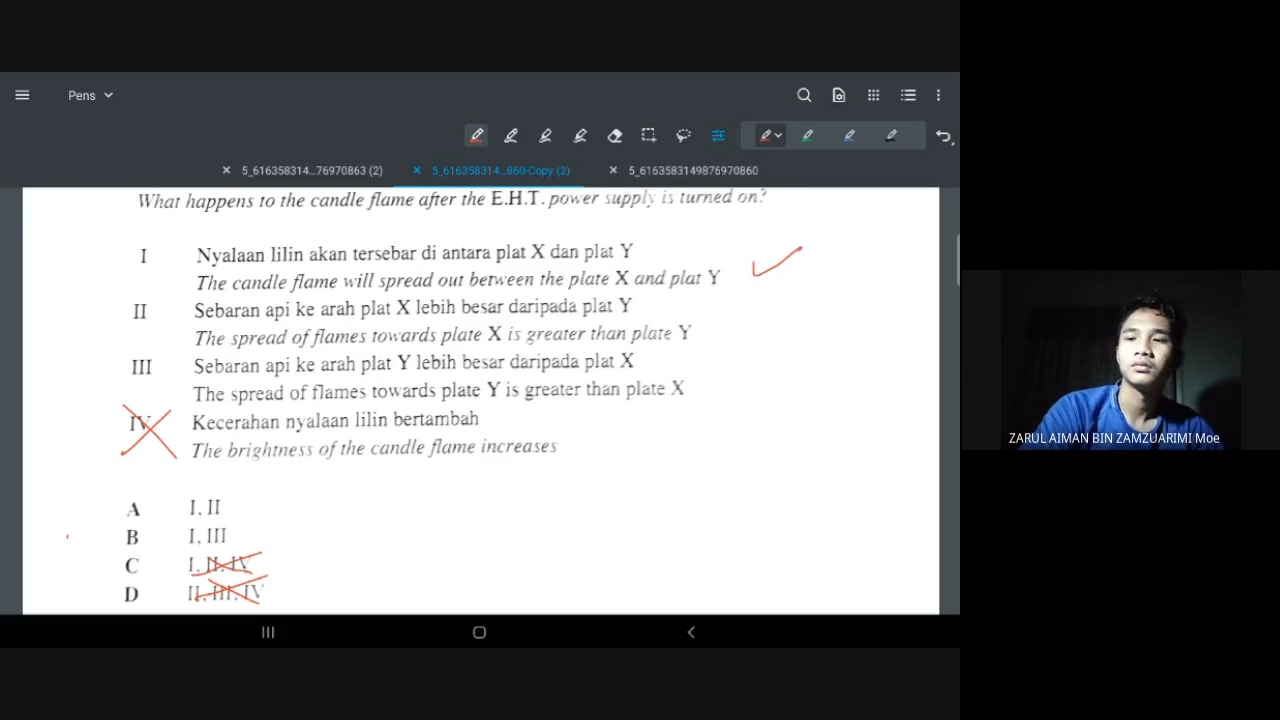 Pens
5_616358314...76970863 (2)
5_616358314...860-Copy (2)
5_6163583149876970860
What happens to the candle flame after the E.H.T. power supply is turned on?
I Nyalaan lilin akan tersebar di antara plat X dan plat Y
The candle flame will spread out between the plate X and plat Y
II Sebaran api ke arah plat X lebih besar daripada plat Y
The spread of flames towards plate X is greater than plate Y
III Sebaran api ke arah plat Y lebih besar daripada plat X
The spread of flames towards plate Y is greater than plate X
IV Kecerahan nyalaan lilin bertambah
The brightness of the candle flame increases
A I, II
B I, III
C I, II, IV
D II, III, IV
ZARUL AIMAN BIN ZAMZUARIMI Moe